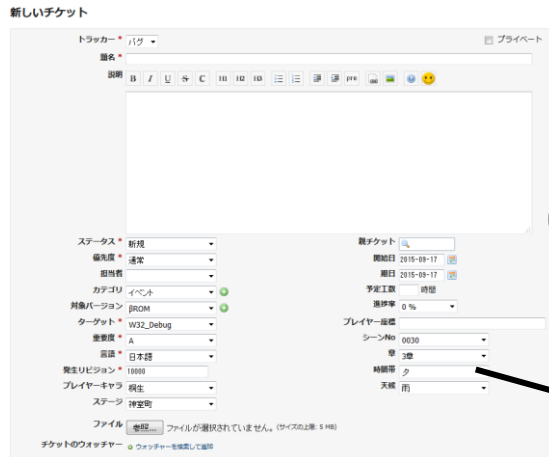 新しいチケット
トラッカー * バグ
プライベート
題名 *
説明 B I U S C H1 H2 H3 pre
ステータス * 新規
優先度 * 通常
担当者
カテゴリ イベント
対象バージョン βROM
ターゲット * W32_Debug
重要度 * A
言語 * 日本語
発生リビジョン * 10000
プレイヤーキャラ 桐生
ステージ 神室町
親チケット
開始日 2015-09-17
期日 2015-09-17
予定工数 時間
進捗率 0 %
プレイヤー座標
シーンNo 0030
章 3章
時間帯 夕
天候 雨
ファイル 参照... ファイルが選択されていません。 (サイズの上限: 5 MB)
チケットのウォッチャー ウォッチャーを検索して追加